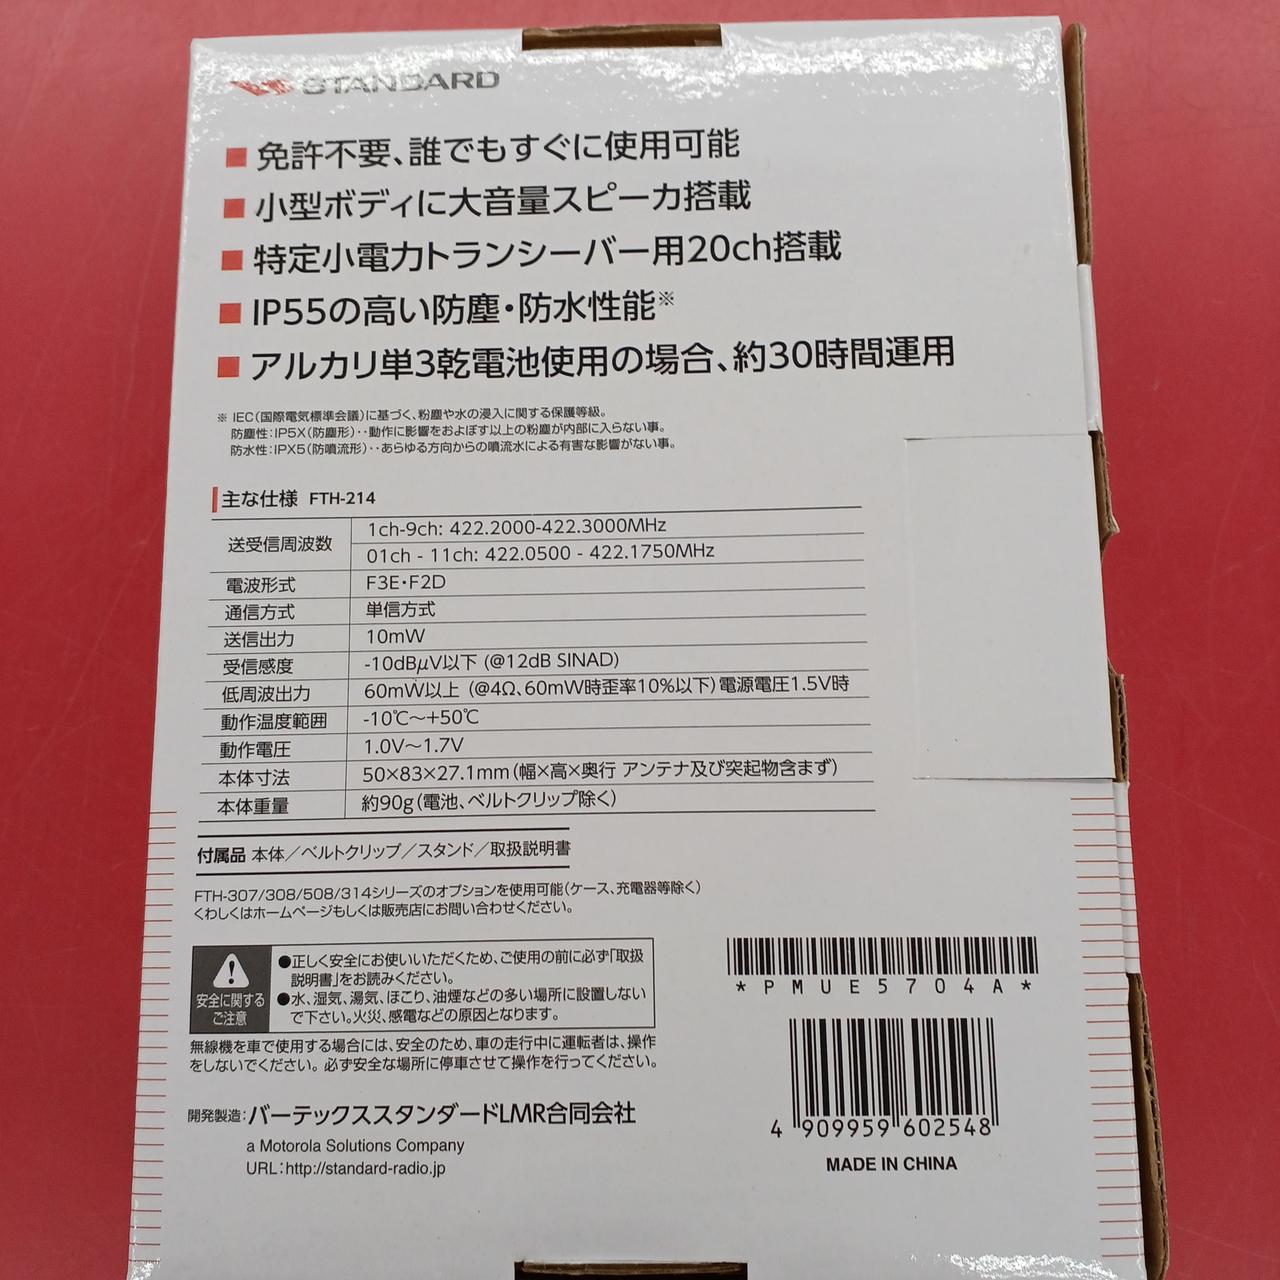 STANDARD
■ 免許不要、誰でもすぐに使用可能
■ 小型ボディに大音量スピーカ搭載
■ 特定小電力トランシーバー用20ch搭載
■ IP55の高い防塵・防水性能※
■ アルカリ単3乾電池使用の場合、約30時間運用
※ IEC(国際電気標準会議)に基づく、粉塵や水の浸入に関する保護等級。
防塵性:IP5X(防塵形)‥動作に影響をおよぼす以上の粉塵が内部に入らない事。
防水性:IPX5(防噴流形)‥あらゆる方向からの噴流水による有害な影響がない事。
主な仕様 FTH-214
送受信周波数 1ch-9ch: 422.2000-422.3000MHz
01ch - 11ch: 422.0500 - 422.1750MHz
電波形式 F3E・F2D
通信方式 単信方式
送信出力 10mW
受信感度 -10dBμV以下 (@12dB SINAD)
低周波出力 60mW以上 (@4Ω、60mW時歪率10%以下)電源電圧1.5V時
動作温度範囲 -10℃～+50℃
動作電圧 1.0V～1.7V
本体寸法 50×83×27.1mm(幅×高×奥行 アンテナ及び突起物含まず)
本体重量 約90g(電池、ベルトクリップ除く)
付属品 本体／ベルトクリップ／スタンド／取扱説明書
FTH-307/308/508/314シリーズのオプションを使用可能(ケース、充電器等除く)
くわしくはホームページもしくは販売店にお問い合わせください。
安全に関する
ご注意
●正しく安全にお使いいただくため、ご使用の前に必ず「取扱
説明書」をお読みください。
●水、湿気、湯気、ほこり、油煙などの多い場所に設置しない
で下さい。火災、感電などの原因となります。
無線機を車で使用する場合には、安全のため、車の走行中に運転者は、操作
をしないでください。必ず安全な場所に停車させて操作を行ってください。
開発製造:バーテックススタンダードLMR合同会社
a Motorola Solutions Company
URL:http://standard-radio.jp
*PMUE5704A*
4 909959 602548
MADE IN CHINA